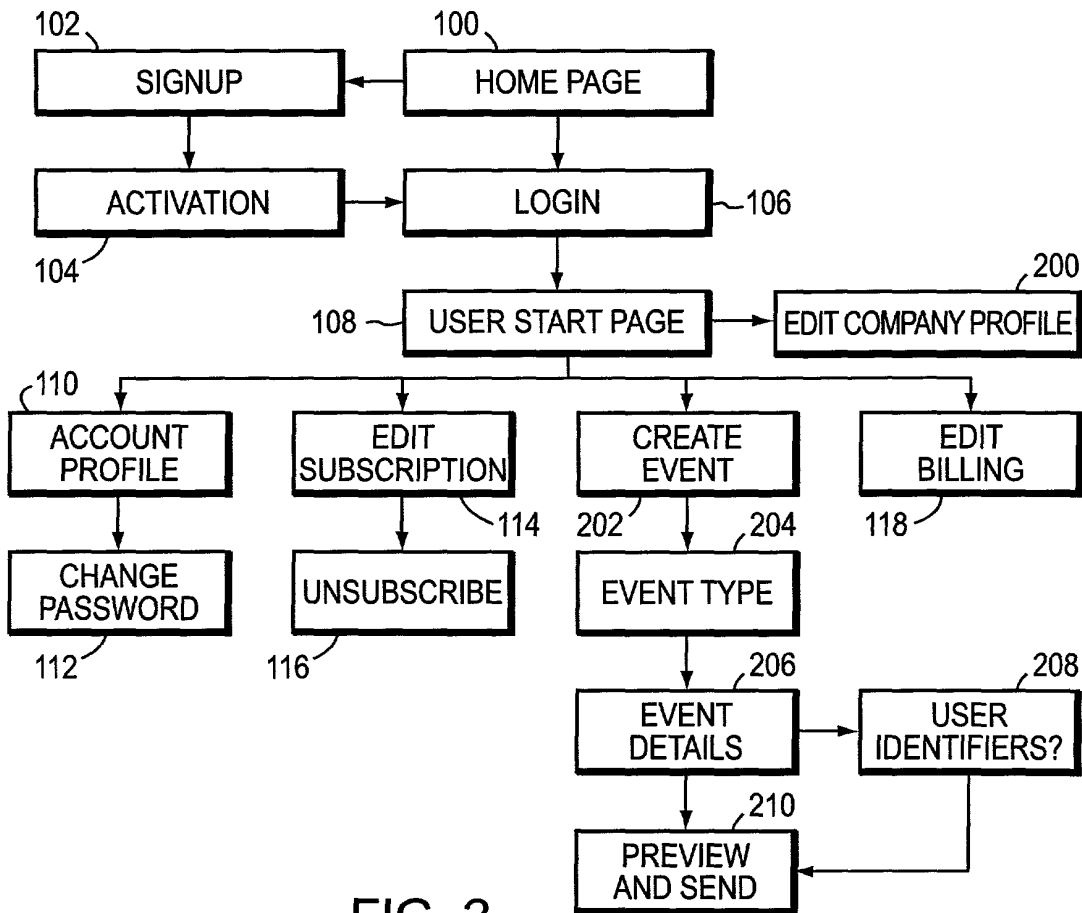 102
100
SIGNUP
HOME PAGE
ACTIVATION
LOGIN
106
104
200
108
USER START PAGE
EDIT COMPANY PROFILE
110
ACCOUNT
PROFILE
EDIT
SUBSCRIPTION
CREATE
EVENT
EDIT
BILLING
114
202
204
118
CHANGE
PASSWORD
UNSUBSCRIBE
EVENT TYPE
112
116
206
208
EVENT
DETAILS
USER
IDENTIFIERS?
210
PREVIEW
AND SEND